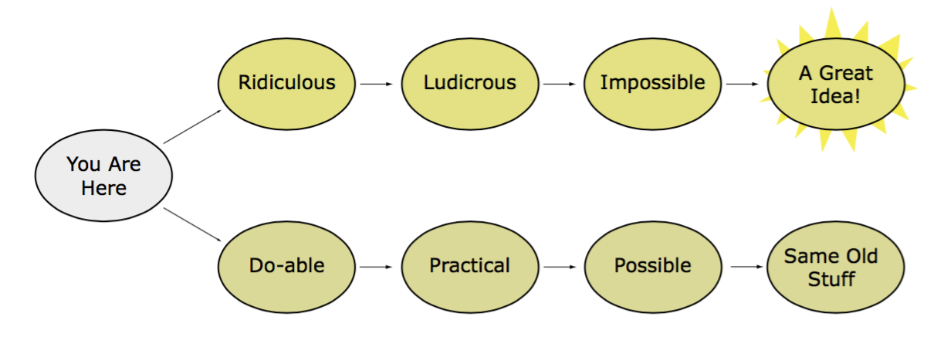 Ridiculous
Ludicrous
Impossible
A Great
Idea!
You Are
Here
Do-able
Practical
Possible
Same Old
Stuff